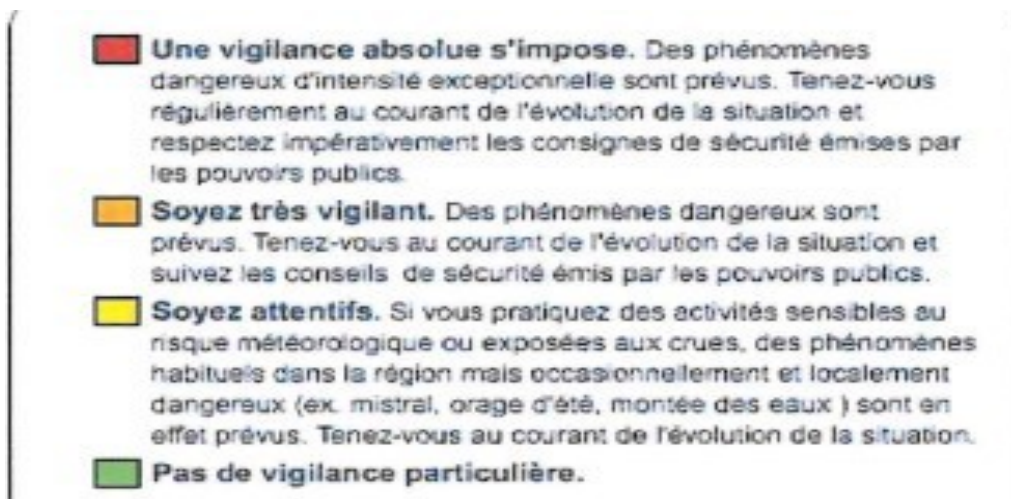 Une vigilance absolue s'impose. Des phénomènes
dangereux d'intensité exceptionnelle sont prévus. Tenez-vous
régulièrement au courant de l'évolution de la situation et
respectez impérativement les consignes de sécurité émises par
les pouvoirs publics.
Soyez très vigilant. Des phénomènes dangereux sont
prévus. Tenez-vous au courant de l'évolution de la situation et
suivez les conseils de sécurité émis par les pouvoirs publics.
Soyez attentifs. Si vous pratiquez des activités sensibles au
risque météorologique ou exposées aux crues, des phénomènes
habituels dans la région mais occasionnellement et localement
dangereux (ex. mistral, orage d'été, montée des eaux ) sont en
effet prévus. Tenez-vous au courant de l'évolution de la situation.
Pas de vigilance particulière.